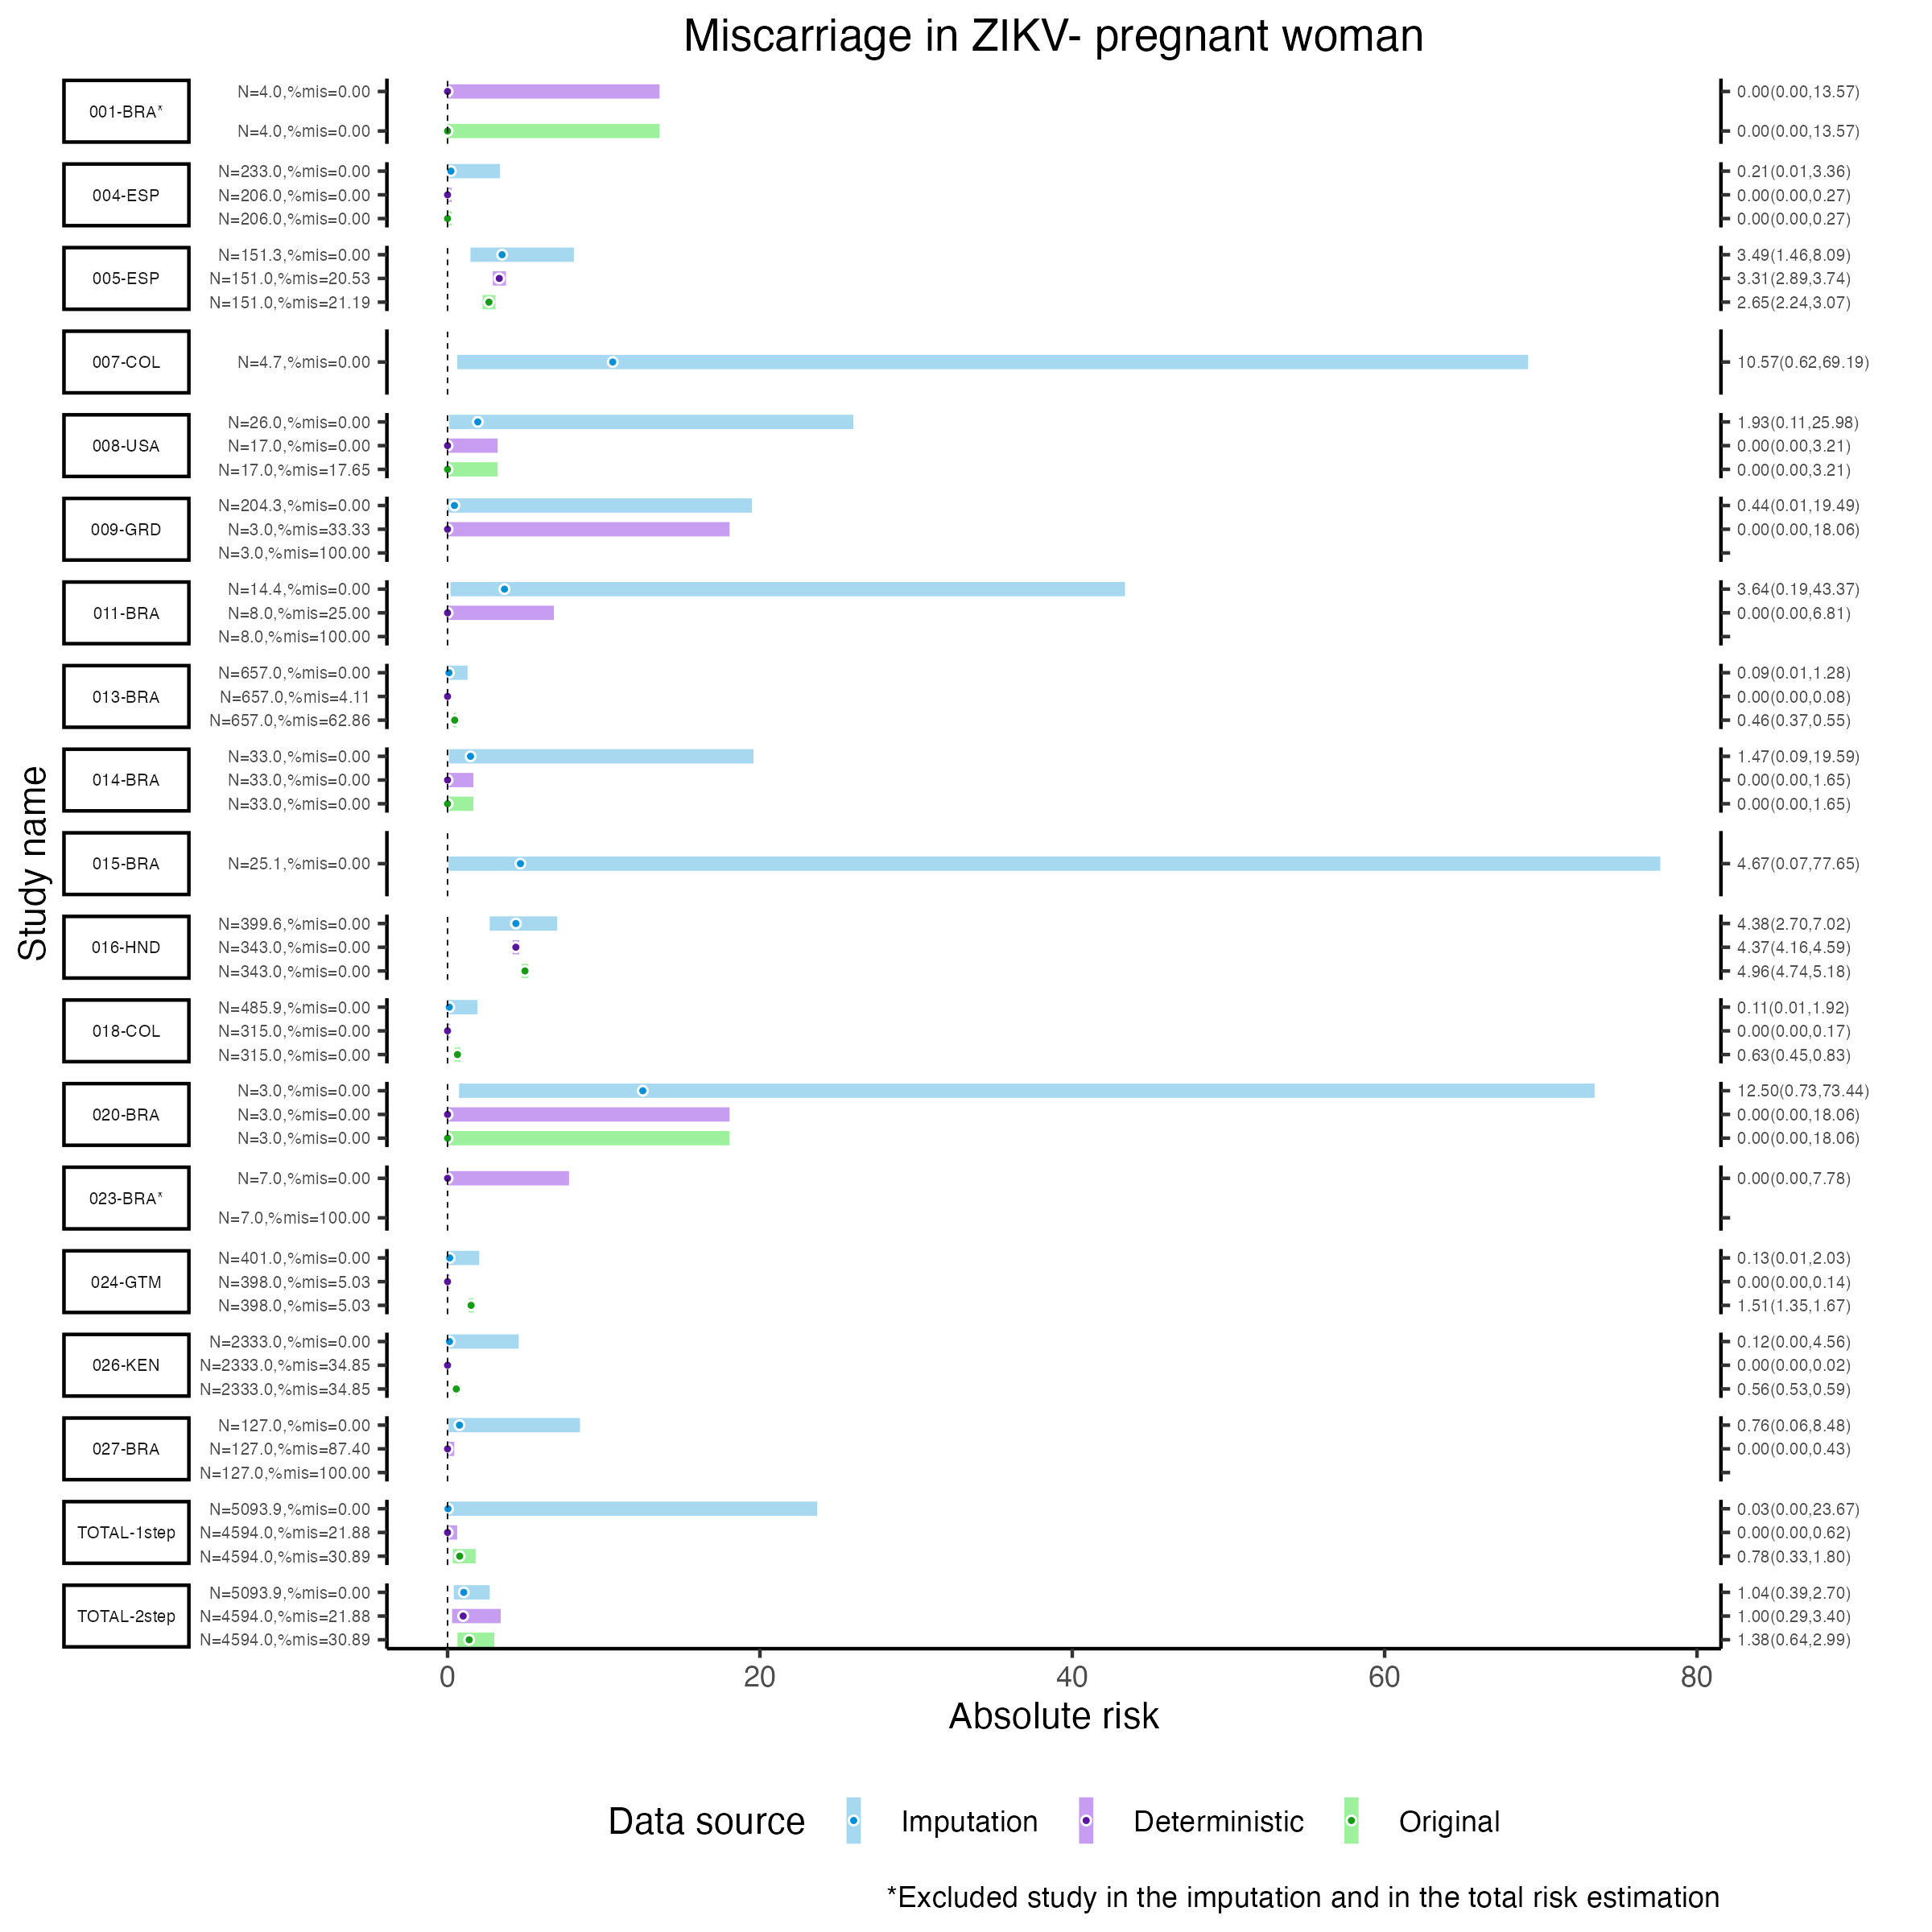 Miscarriage in ZIKV- pregnant woman
Study name
001-BRA*
N=4.0,%mis=0.00 0.00(0.00,13.57)
N=4.0,%mis=0.00 0.00(0.00,13.57)
004-ESP
N=233.0,%mis=0.00 0.21(0.01,3.36)
N=206.0,%mis=0.00 0.00(0.00,0.27)
N=206.0,%mis=0.00 0.00(0.00,0.27)
005-ESP
N=151.3,%mis=0.00 3.49(1.46,8.09)
N=151.0,%mis=20.53 3.31(2.89,3.74)
N=151.0,%mis=21.19 2.65(2.24,3.07)
007-COL
N=4.7,%mis=0.00 10.57(0.62,69.19)
008-USA
N=26.0,%mis=0.00 1.93(0.11,25.98)
N=17.0,%mis=0.00 0.00(0.00,3.21)
N=17.0,%mis=17.65 0.00(0.00,3.21)
009-GRD
N=204.3,%mis=0.00 0.44(0.01,19.49)
N=3.0,%mis=33.33 0.00(0.00,18.06)
N=3.0,%mis=100.00
011-BRA
N=14.4,%mis=0.00 3.64(0.19,43.37)
N=8.0,%mis=25.00 0.00(0.00,6.81)
N=8.0,%mis=100.00
013-BRA
N=657.0,%mis=0.00 0.09(0.01,1.28)
N=657.0,%mis=4.11 0.00(0.00,0.08)
N=657.0,%mis=62.86 0.46(0.37,0.55)
014-BRA
N=33.0,%mis=0.00 1.47(0.09,19.59)
N=33.0,%mis=0.00 0.00(0.00,1.65)
N=33.0,%mis=0.00 0.00(0.00,1.65)
015-BRA
N=25.1,%mis=0.00 4.67(0.07,77.65)
016-HND
N=399.6,%mis=0.00 4.38(2.70,7.02)
N=343.0,%mis=0.00 4.37(4.16,4.59)
N=343.0,%mis=0.00 4.96(4.74,5.18)
018-COL
N=485.9,%mis=0.00 0.11(0.01,1.92)
N=315.0,%mis=0.00 0.00(0.00,0.17)
N=315.0,%mis=0.00 0.63(0.45,0.83)
020-BRA
N=3.0,%mis=0.00 12.50(0.73,73.44)
N=3.0,%mis=0.00 0.00(0.00,18.06)
N=3.0,%mis=0.00 0.00(0.00,18.06)
023-BRA*
N=7.0,%mis=0.00 0.00(0.00,7.78)
N=7.0,%mis=100.00
024-GTM
N=401.0,%mis=0.00 0.13(0.01,2.03)
N=398.0,%mis=5.03 0.00(0.00,0.14)
N=398.0,%mis=5.03 1.51(1.35,1.67)
026-KEN
N=2333.0,%mis=0.00 0.12(0.00,4.56)
N=2333.0,%mis=34.85 0.00(0.00,0.02)
N=2333.0,%mis=34.85 0.56(0.53,0.59)
027-BRA
N=127.0,%mis=0.00 0.76(0.06,8.48)
N=127.0,%mis=87.40 0.00(0.00,0.43)
N=127.0,%mis=100.00
TOTAL-1step
N=5093.9,%mis=0.00 0.03(0.00,23.67)
N=4594.0,%mis=21.88 0.00(0.00,0.62)
N=4594.0,%mis=30.89 0.78(0.33,1.80)
TOTAL-2step
N=5093.9,%mis=0.00 1.04(0.39,2.70)
N=4594.0,%mis=21.88 1.00(0.29,3.40)
N=4594.0,%mis=30.89 1.38(0.64,2.99)
0 20 40 60 80
Absolute risk
Data source Imputation Deterministic Original
*Excluded study in the imputation and in the total risk estimation